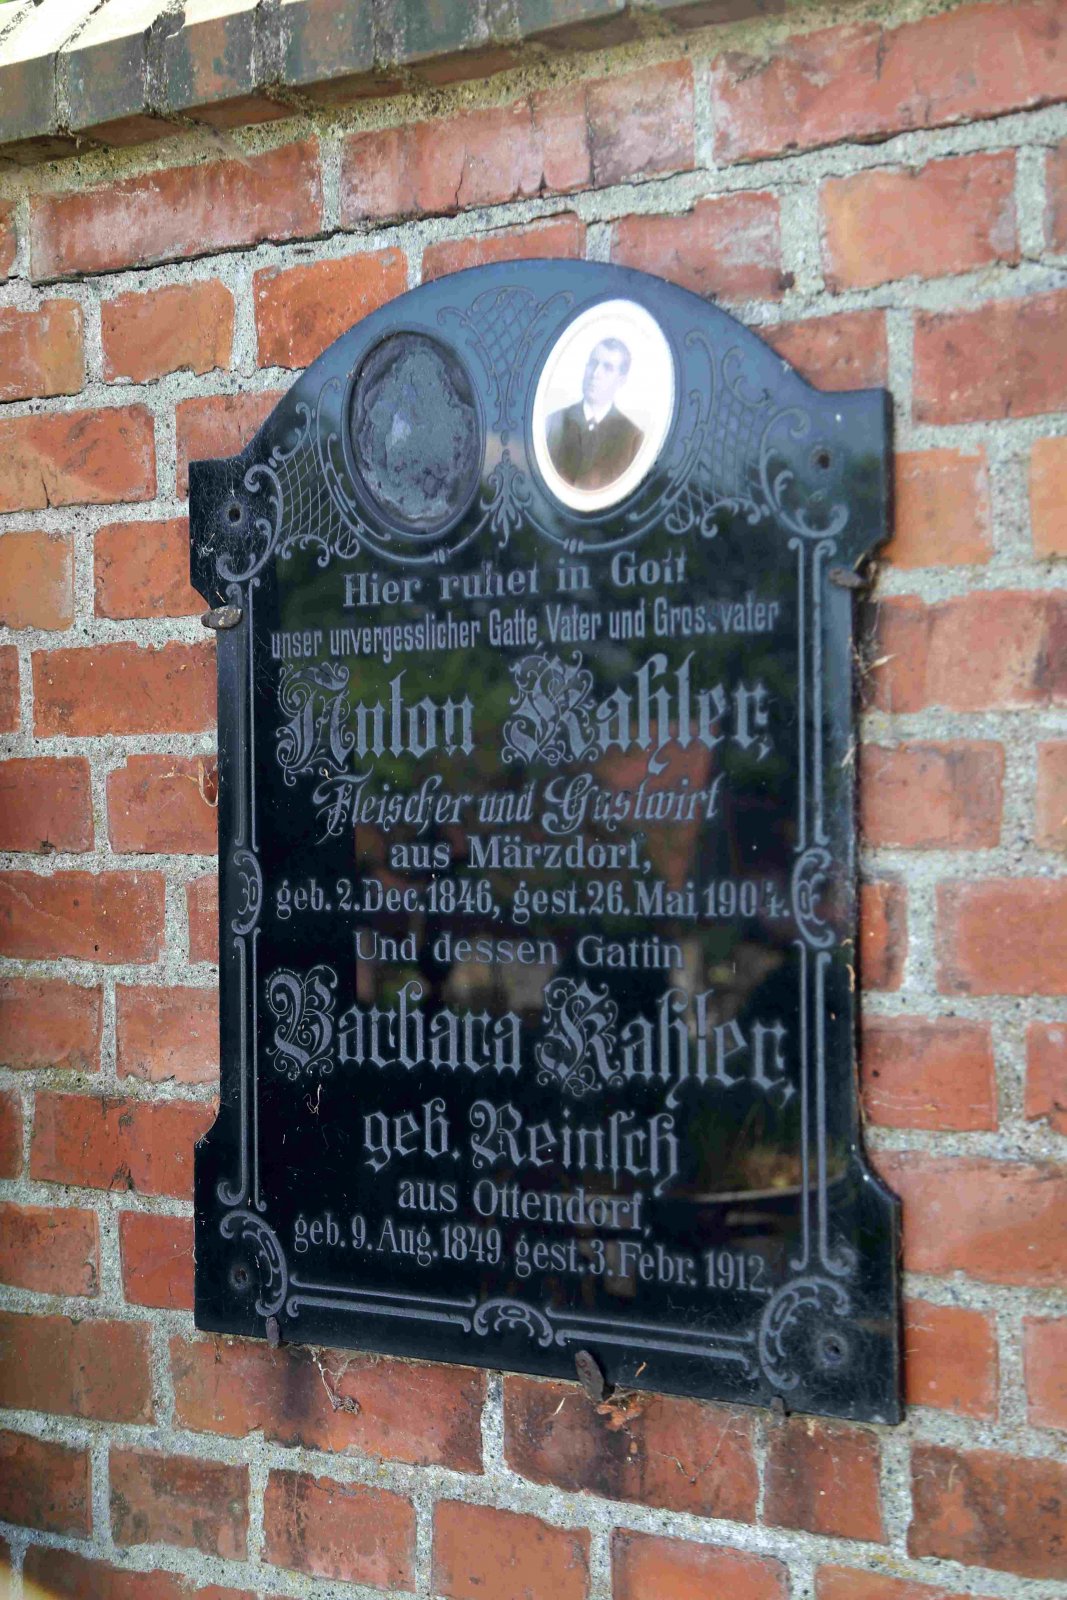 Hier ruhet in Gott
unser unvergesslicher Gatte, Vater und Grossvater
Anton Kahler,
Fleischer und Gastwirt
aus Märzdorf,
geb. 2. Dec. 1846, gest. 26. Mai 1904.
Und dessen Gattin
Barbara Kahler,
geb. Reinsch
aus Ottendorf,
geb. 9. Aug. 1849, gest. 3. Febr. 1912.